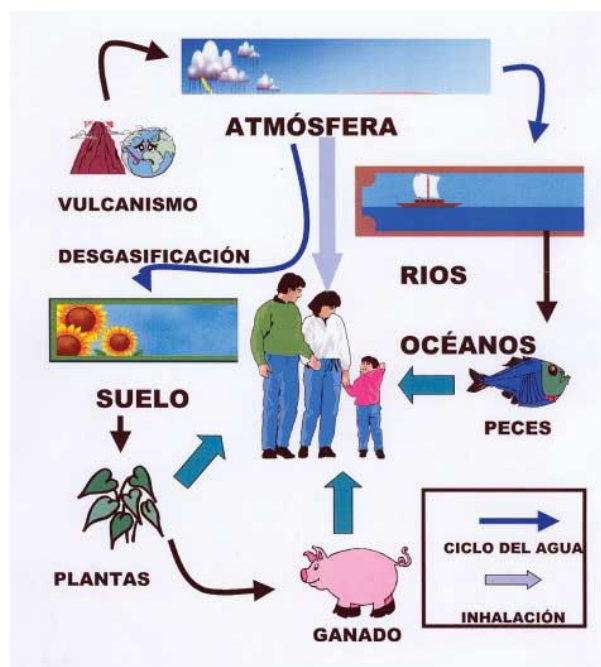 ATMÓSFERA
VULCANISMO
DESGASIFICACIÓN
RIOS
OCÉANOS
SUELO
PECES
PLANTAS
GANADO
CICLO DEL AGUA
INHALACIÓN